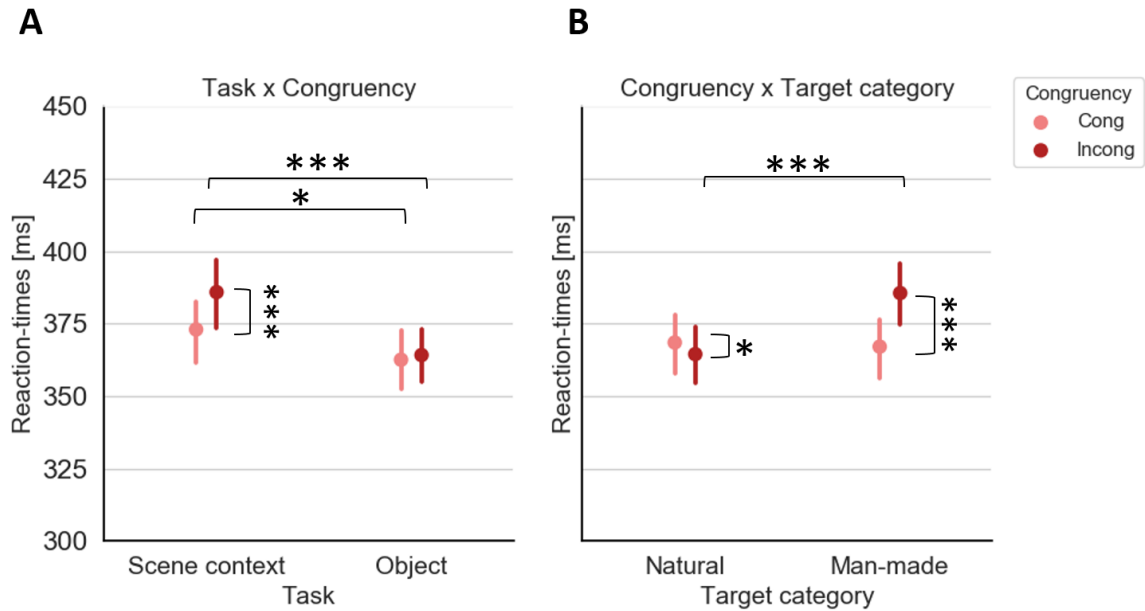 A
B
Task x Congruency
Congruency x Target category
Congruency
Cong
Incong
450
425
400
375
350
325
300
Reaction-times [ms]
***
*
***
Scene context
Object
Task
Reaction-times [ms]
***
*
***
Natural
Man-made
Target category